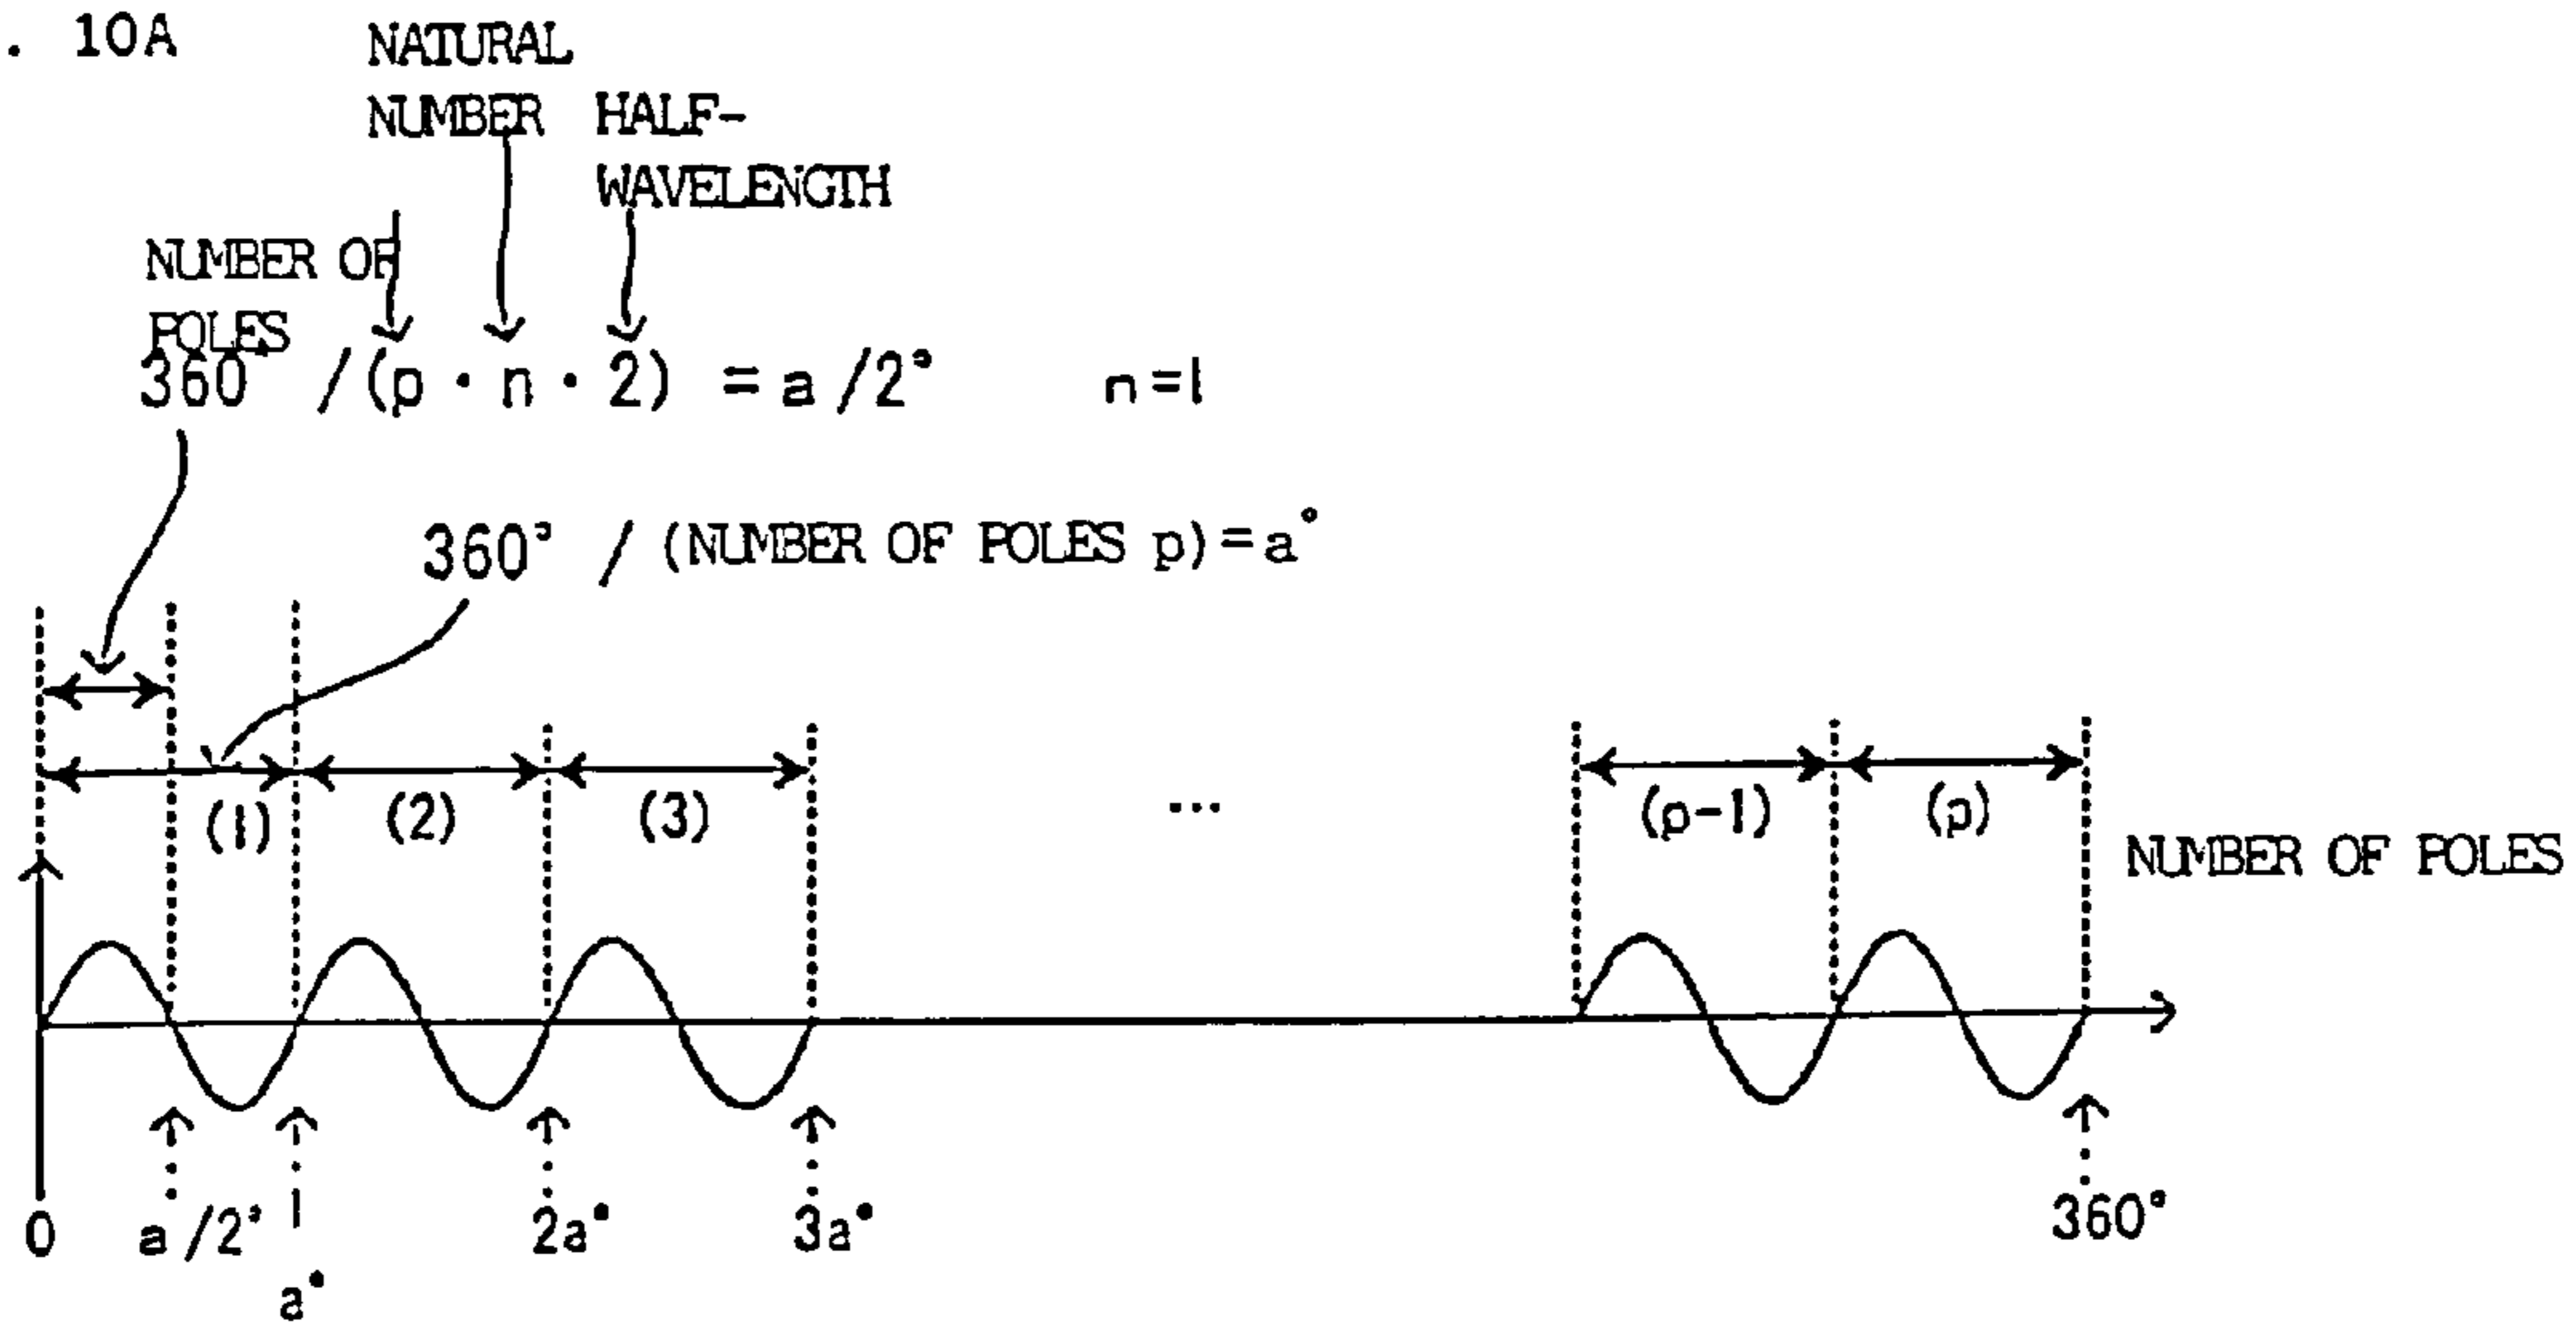 . 10A
NATURAL
NUMBER
HALF-
WAVELENGTH
NUMBER OF
POLES
360° /(p · n · 2) = a /2° n=1
360° / (NUMBER OF POLES p)=a°
(1) (2) (3) ... (p-1) (p)
NUMBER OF POLES
0 a /2° 2a° 3a° 360°
a°